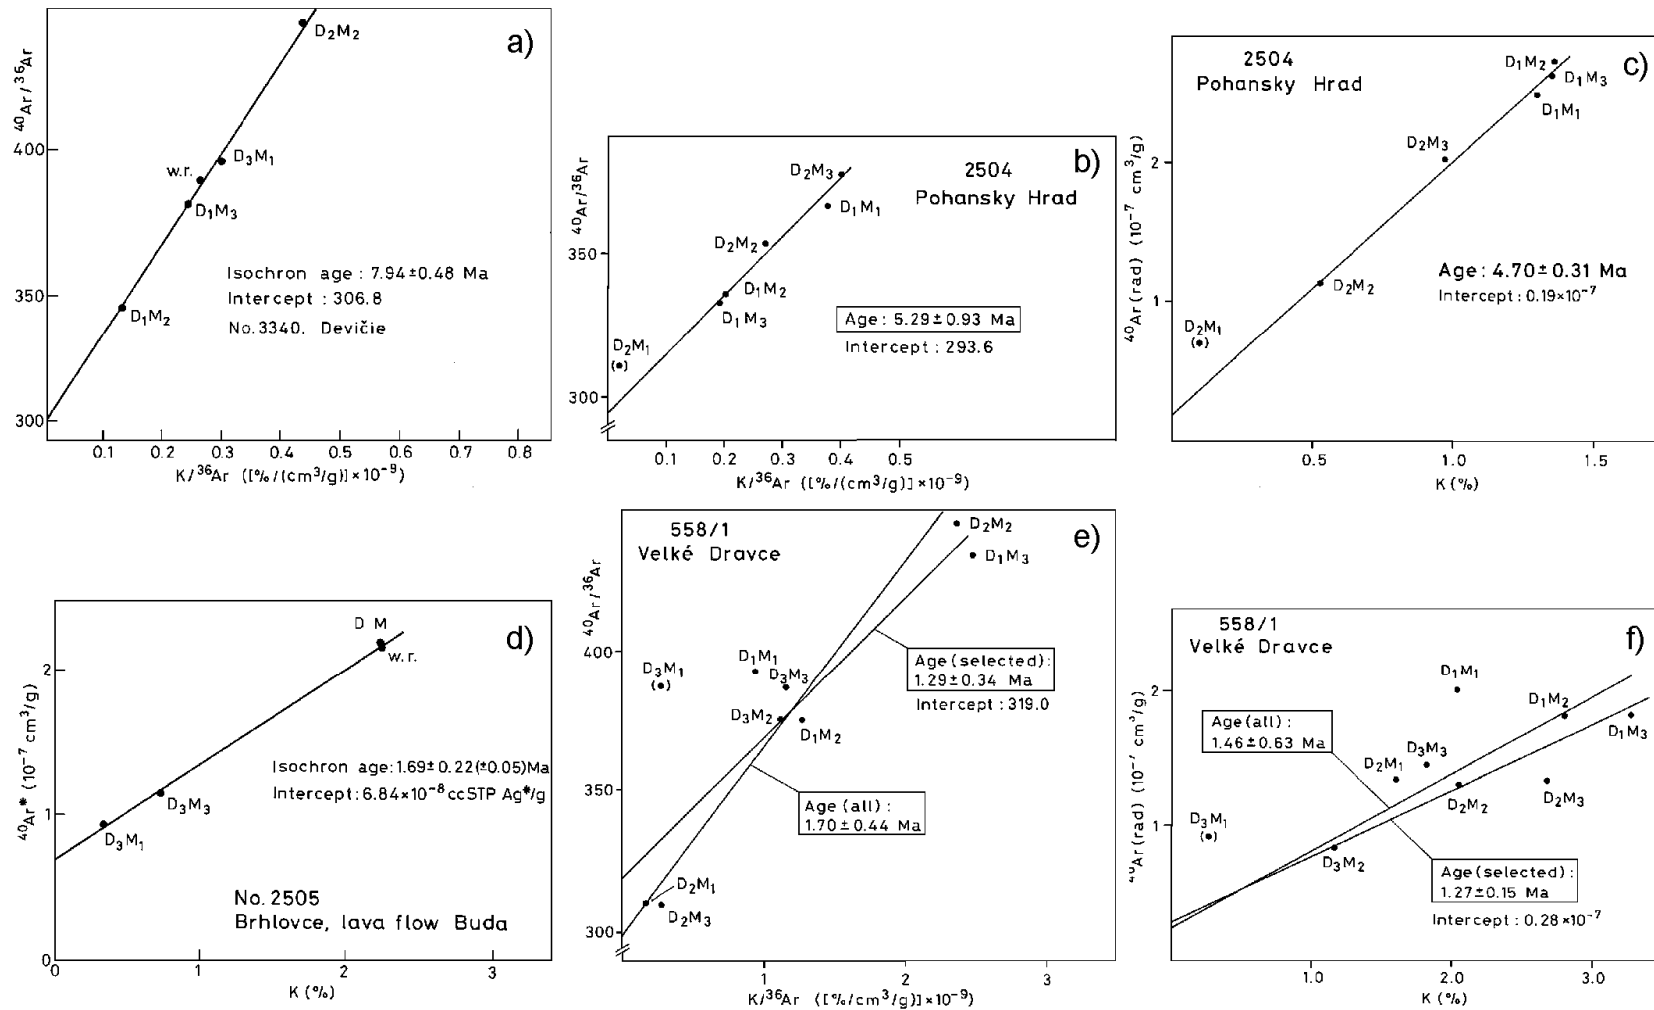 a)
⁴⁰Ar/³⁶Ar
400
350
300
D₂M₂
D₃M₁
w.r.
D₁M₃
D₁M₂
Isochron age: 7.94±0.48 Ma
Intercept: 306.8
No.3340. Devičie
0.1 0.2 0.3 0.4 0.5 0.6 0.7 0.8
K/³⁶Ar ([%/(cm³/g)]×10⁻⁹)
b)
2504
Pohansky Hrad
⁴⁰Ar/³⁶Ar
350
300
D₂M₃
D₁M₁
D₂M₂
D₁M₂
D₁M₃
D₂M₁
Age: 5.29±0.93 Ma
Intercept: 293.6
0.1 0.2 0.3 0.4 0.5
K/³⁶Ar ([%/(cm³/g)]×10⁻⁹)
c)
2504
Pohansky Hrad
⁴⁰Ar(rad) (10⁻⁷ cm³/g)
2
1
D₁M₂
D₁M₃
D₁M₁
D₂M₃
D₂M₂
D₂M₁
Age: 4.70±0.31 Ma
Intercept: 0.19×10⁻⁷
0.5 1.0 1.5
K (%)
d)
⁴⁰Ar* (10⁻⁷ cm³/g)
2
1
0
D M
w.r.
D₃M₃
D₃M₁
Isochron age: 1.69±0.22(±0.05)Ma
Intercept: 6.84×10⁻⁸ccSTP Ag*/g
No. 2505
Brhlovce, lava flow Buda
0 1 2 3
K (%)
e)
558/1
Velké Dravce
⁴⁰Ar/³⁶Ar
400
350
300
D₂M₂
D₁M₃
D₃M₁
D₁M₁
D₃M₃
D₃M₂
D₁M₂
D₂M₁
D₂M₃
Age(selected):
1.29±0.34 Ma
Intercept: 319.0
Age(all):
1.70±0.44 Ma
1 2 3
K/³⁶Ar ([%/cm³/g)]×10⁻⁹)
f)
558/1
Velké Dravce
⁴⁰Ar(rad) (10⁻⁷ cm³/g)
2
1
D₁M₁
D₁M₂
D₁M₃
D₃M₃
D₂M₁
D₂M₂
D₂M₃
D₃M₁
D₃M₂
Age(all):
1.46±0.63 Ma
Age(selected):
1.27±0.15 Ma
Intercept: 0.28×10⁻⁷
1.0 2.0 3.0
K (%)